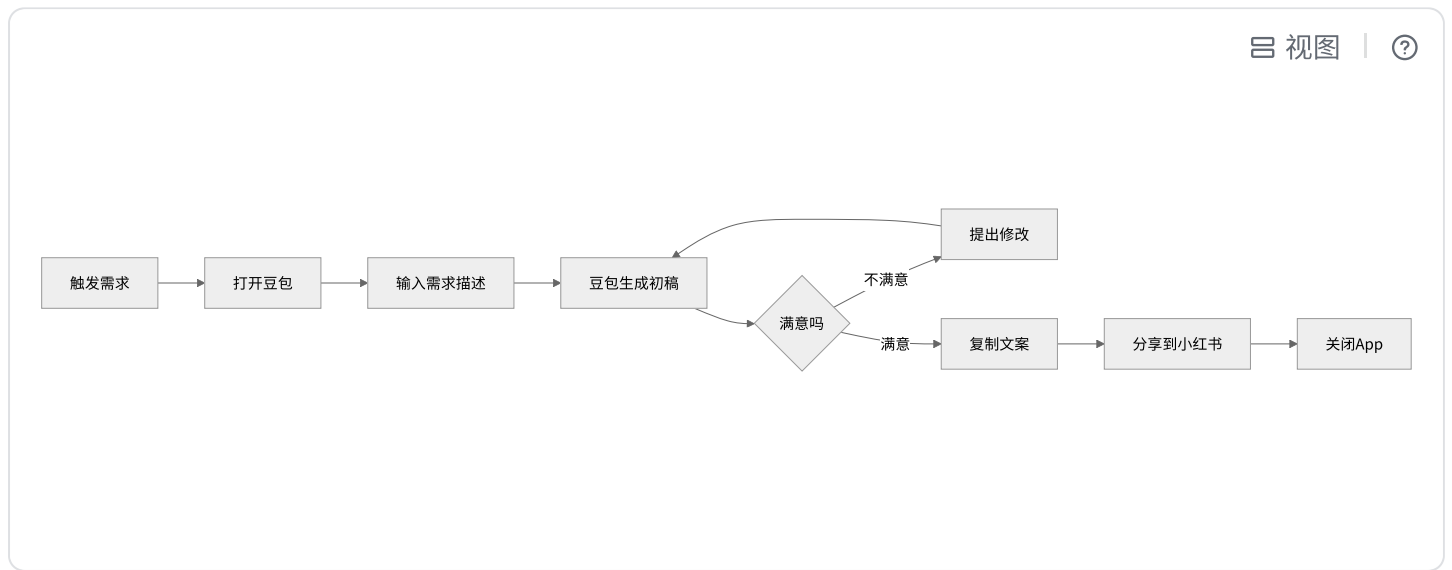 视图
触发需求
打开豆包
输入需求描述
豆包生成初稿
满意吗
不满意
提出修改
满意
复制文案
分享到小红书
关闭App